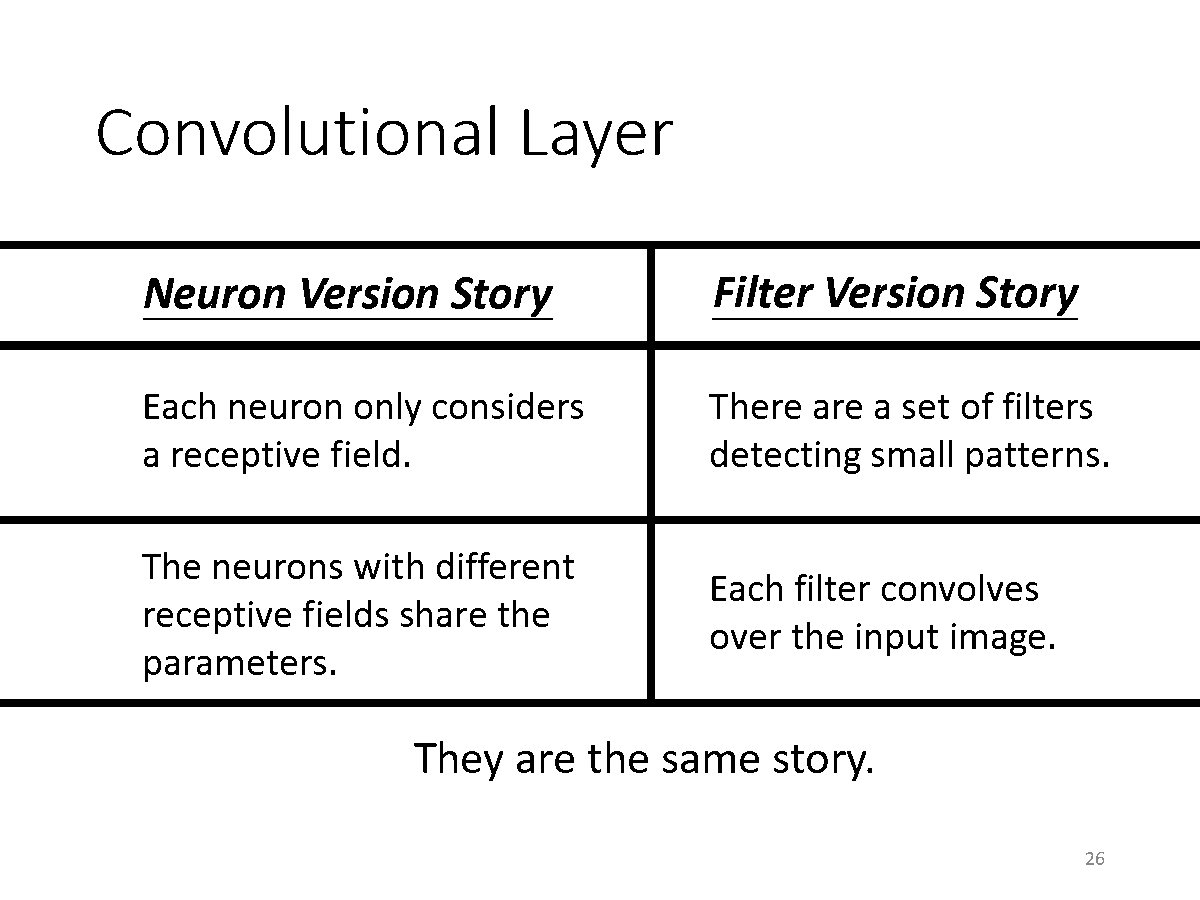 Convolutional Layer
Neuron Version Story
Filter Version Story
Each neuron only considers
a receptive field.
There are a set of filters
detecting small patterns.
The neurons with different
receptive fields share the
parameters.
Each filter convolves
over the input image.
They are the same story.
26